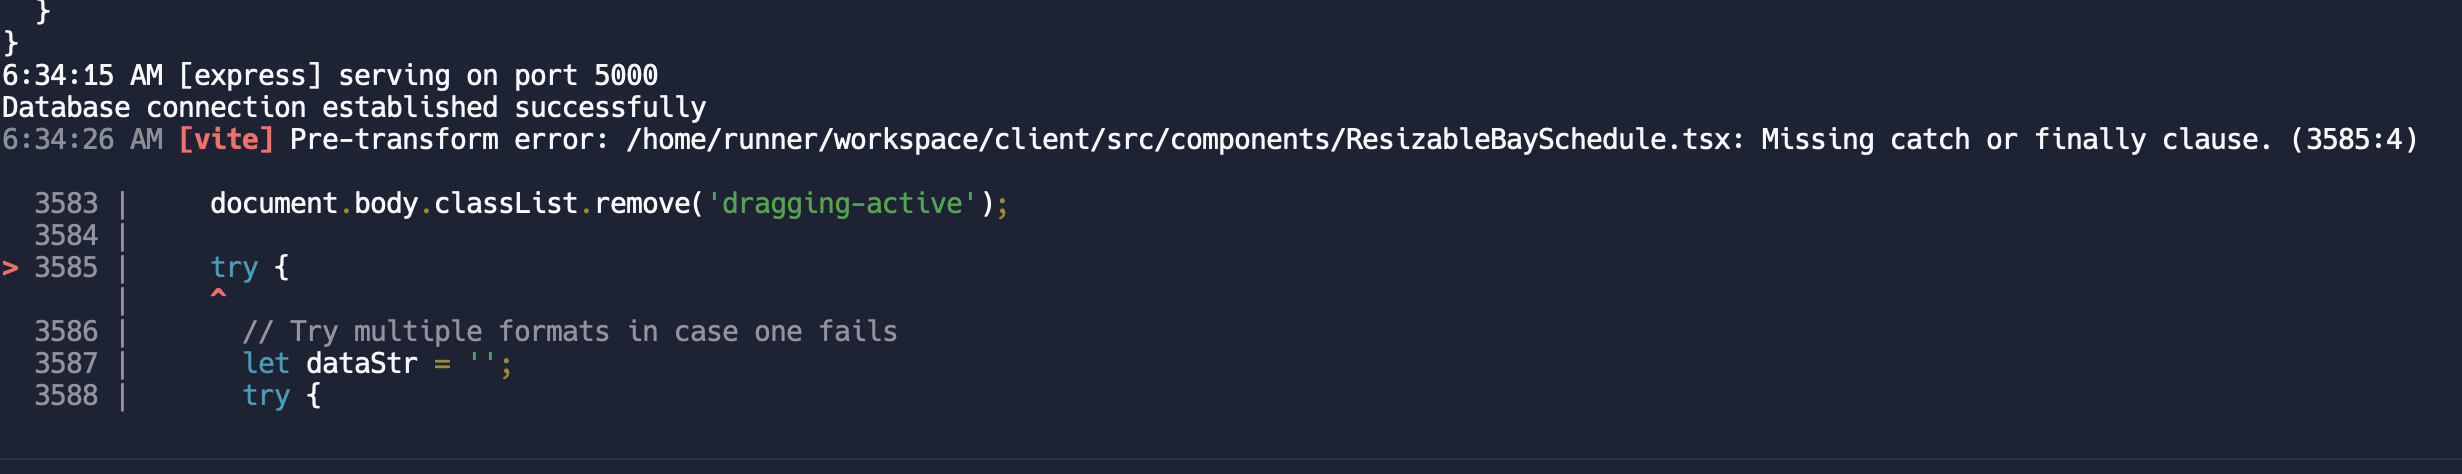 }
}
6:34:15 AM [express] serving on port 5000
Database connection established successfully
6:34:26 AM [vite] Pre-transform error: /home/runner/workspace/client/src/components/ResizableBaySchedule.tsx: Missing catch or finally clause. (3585:4)
3583 |     document.body.classList.remove('dragging-active');
3584 |
> 3585 |     try {
|     ^
3586 |       // Try multiple formats in case one fails
3587 |       let dataStr = '';
3588 |       try {